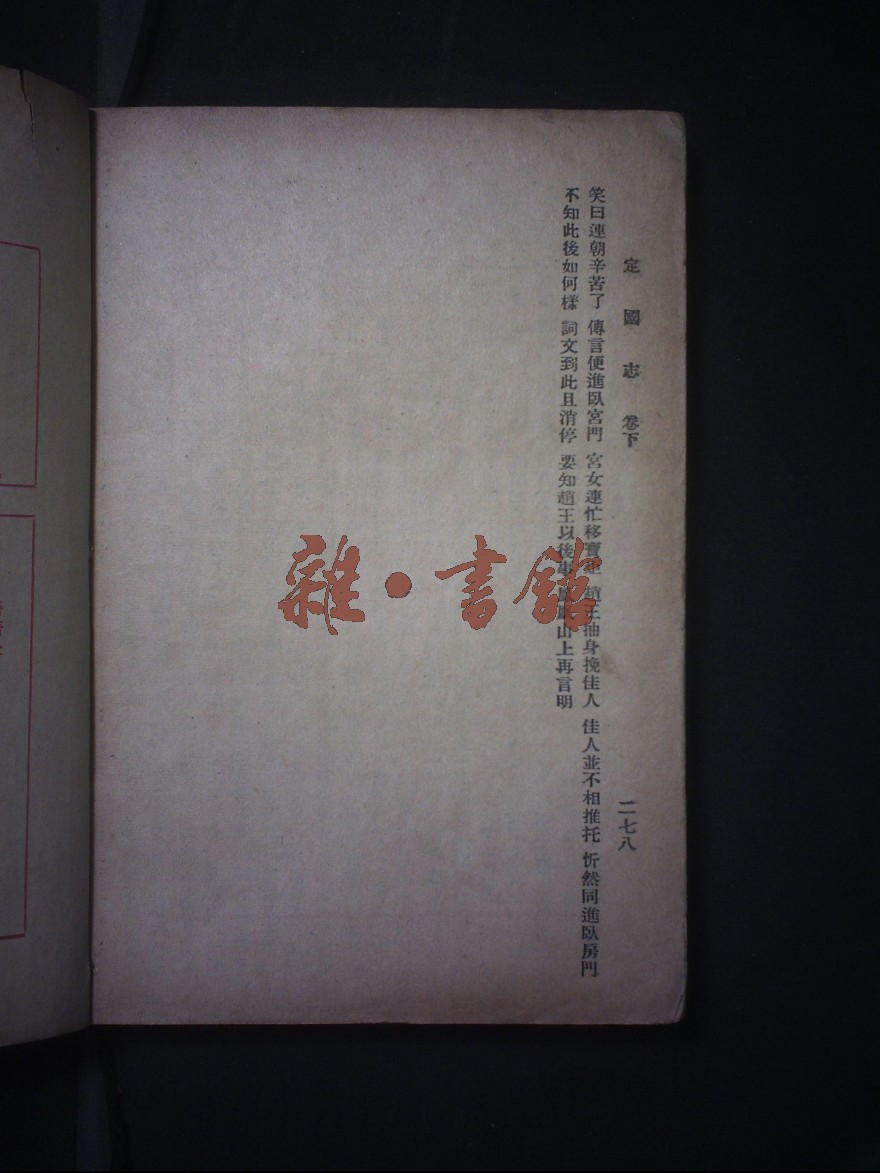 定國志 卷下
二七八
笑曰連朝辛苦了 傳言便進臥宮門 宮女連忙移寶 趙王抽身挽佳人 佳人並不相推托 忻然同進臥房門
不知此後如何樣 詞文到此且消停 要知趙王以後事 山上再言明
雜·書館